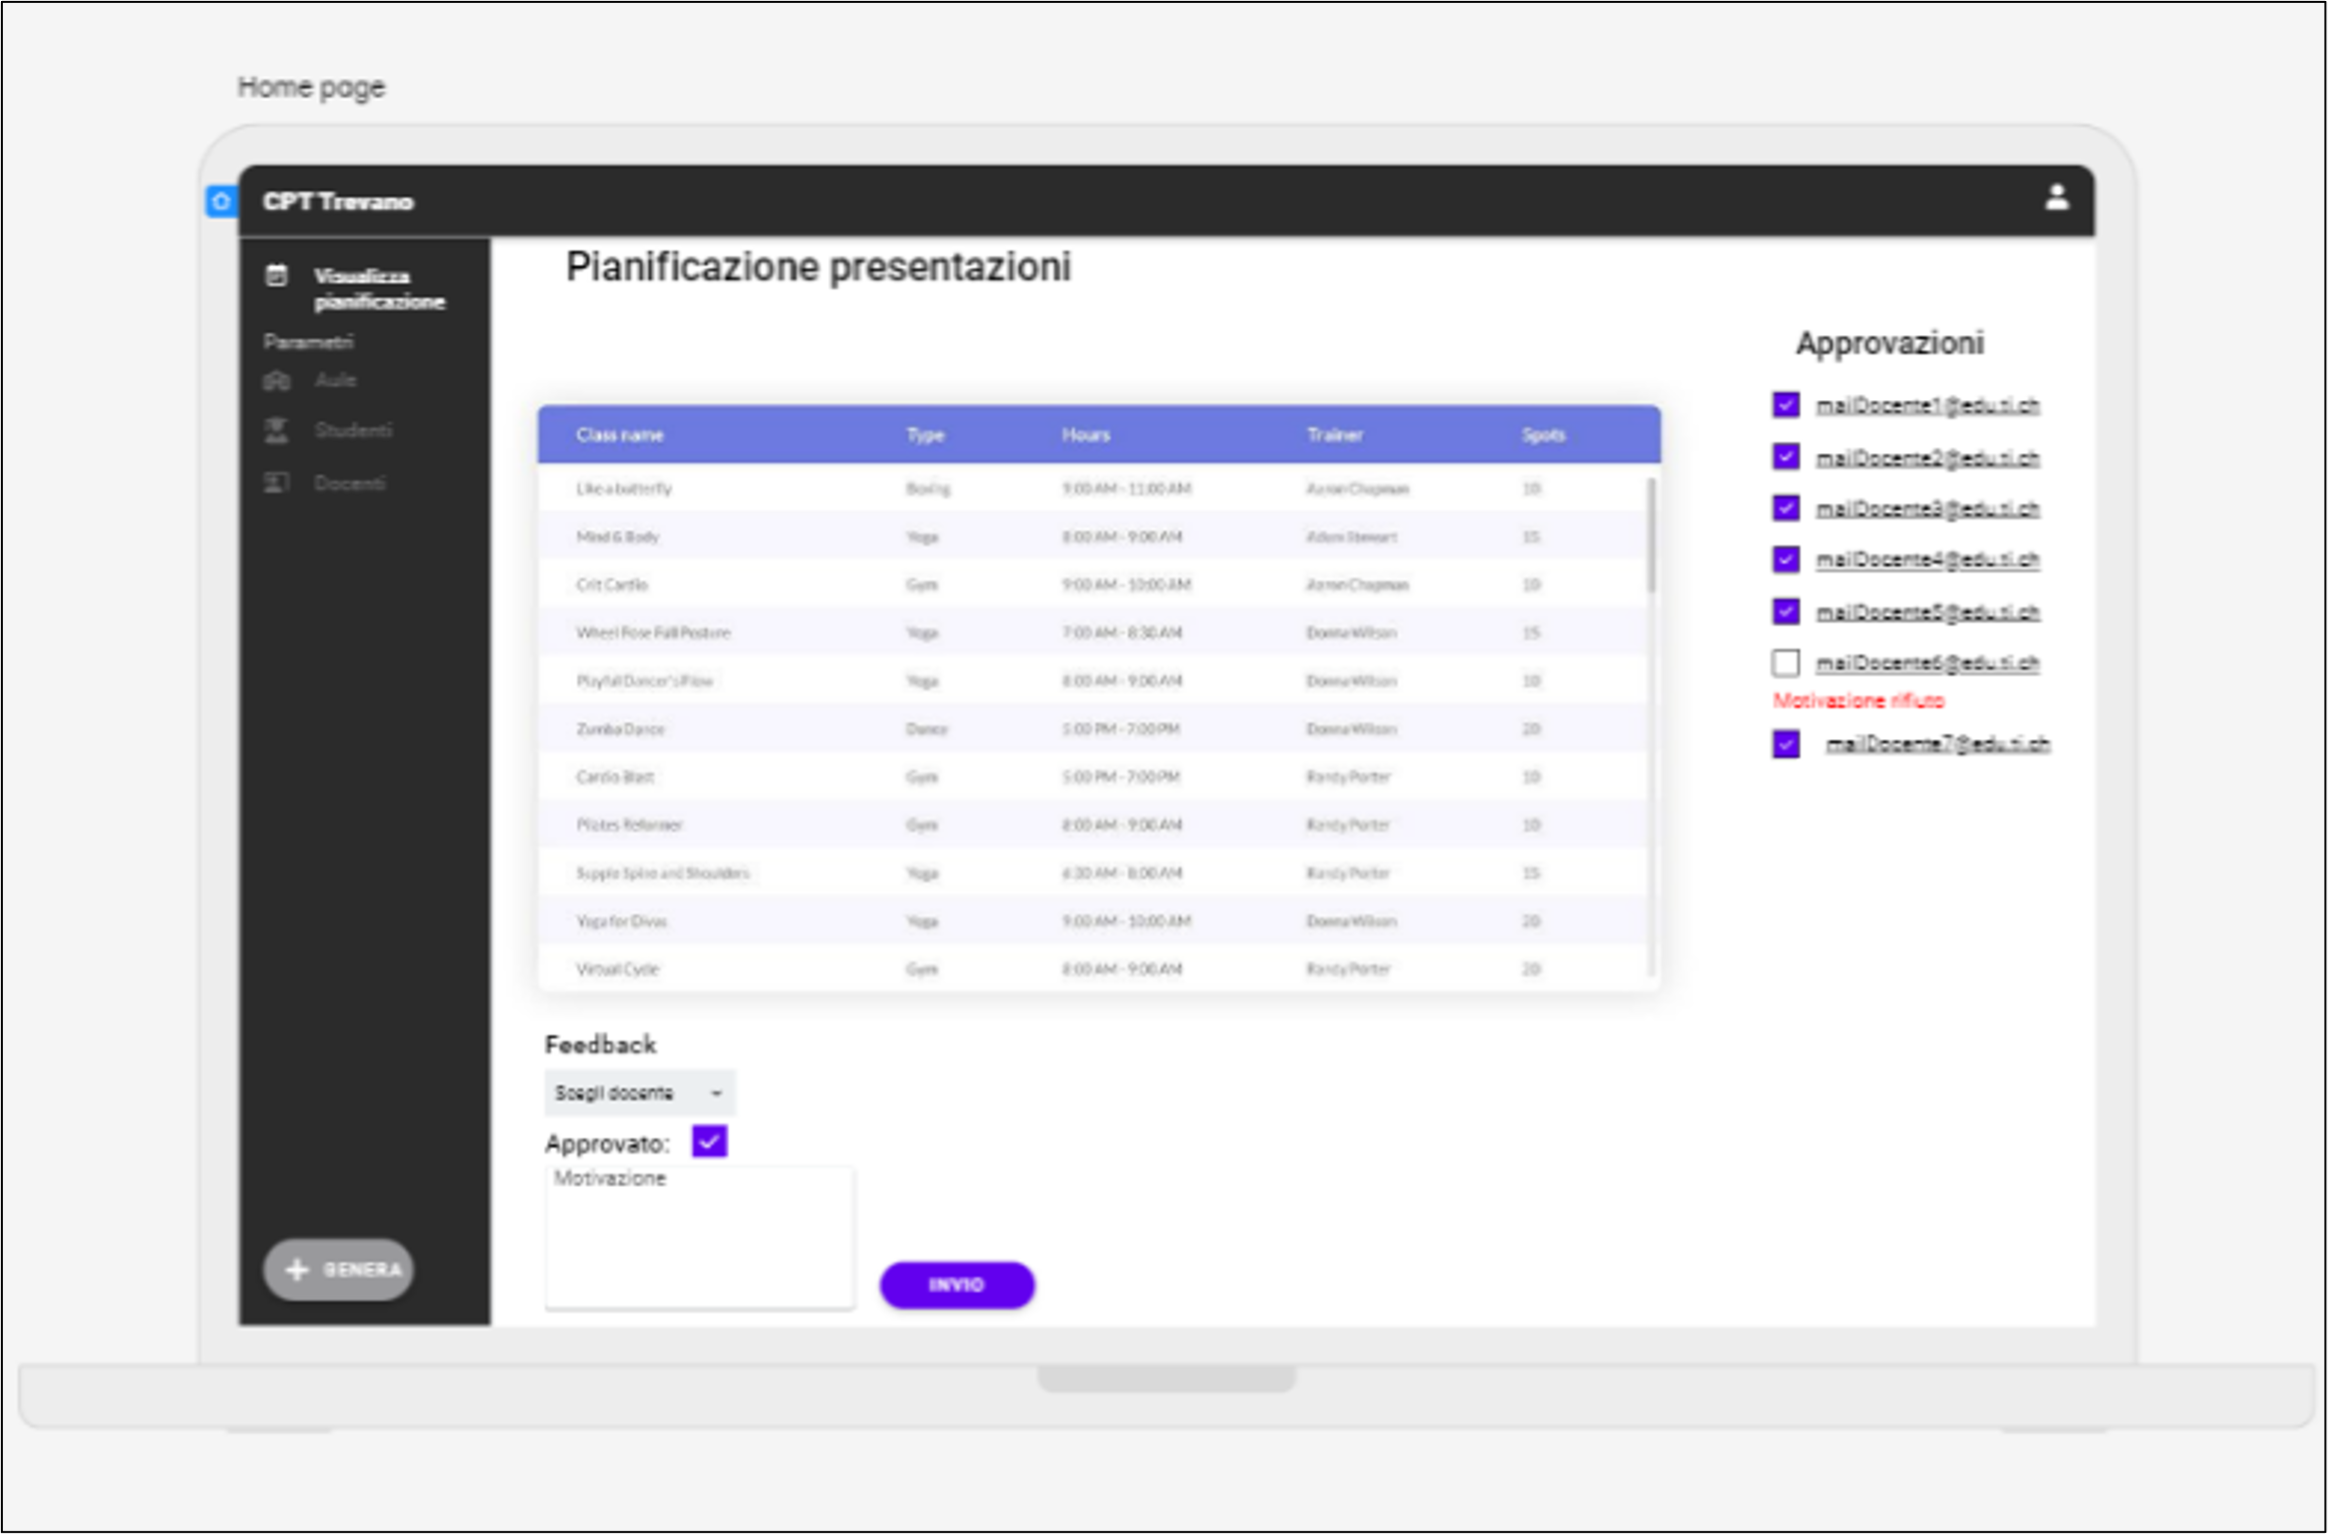 Home page
CPT Trevano
Visualizza
pianificazione
Parametri
Aule
Studenti
Docenti
GENERA
Pianificazione presentazioni
Class name Type Hours Trainer Spots
Like a butterfly Boxing 9:00 AM - 11:00 AM Aaron Chapman 10
Mind & Body Yoga 8:00 AM - 9:00 AM Adam Stewart 15
Crit Cardio Gym 9:00 AM - 10:00 AM Aaron Chapman 10
Wheel Pose Full Posture Yoga 7:00 AM - 8:30 AM Donna Wilson 15
Playful Dancer's Flow Yoga 8:00 AM - 9:00 AM Donna Wilson 10
Zumba Dance Dance 5:00 PM - 7:00 PM Donna Wilson 20
Cardio Blast Gym 5:00 PM - 7:00 PM Randy Porter 10
Pilates Reformer Gym 8:00 AM - 9:00 AM Randy Porter 10
Supple Spine and Shoulders Yoga 6:30 AM - 8:00 AM Randy Porter 15
Yoga for Divas Yoga 9:00 AM - 10:00 AM Donna Wilson 20
Virtual Cycle Gym 8:00 AM - 9:00 AM Randy Porter 20
Feedback
Scegli docente
Approvato:
Motivazione
INVIO
Approvazioni
mailDocente1@edu.ti.ch
mailDocente2@edu.ti.ch
mailDocente3@edu.ti.ch
mailDocente4@edu.ti.ch
mailDocente5@edu.ti.ch
mailDocente6@edu.ti.ch
Motivazione rifiuto
mailDocente7@edu.ti.ch